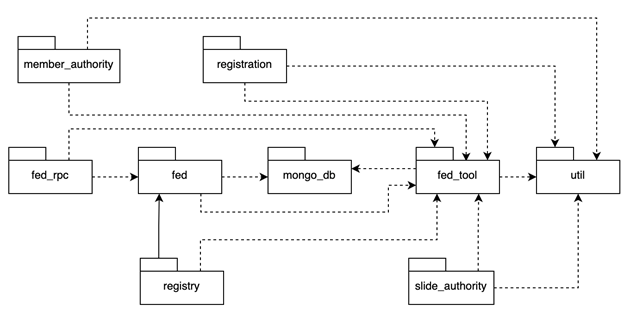 member_authority
registration
fed_rpc
fed
mongo_db
fed_tool
util
registry
slide_authority